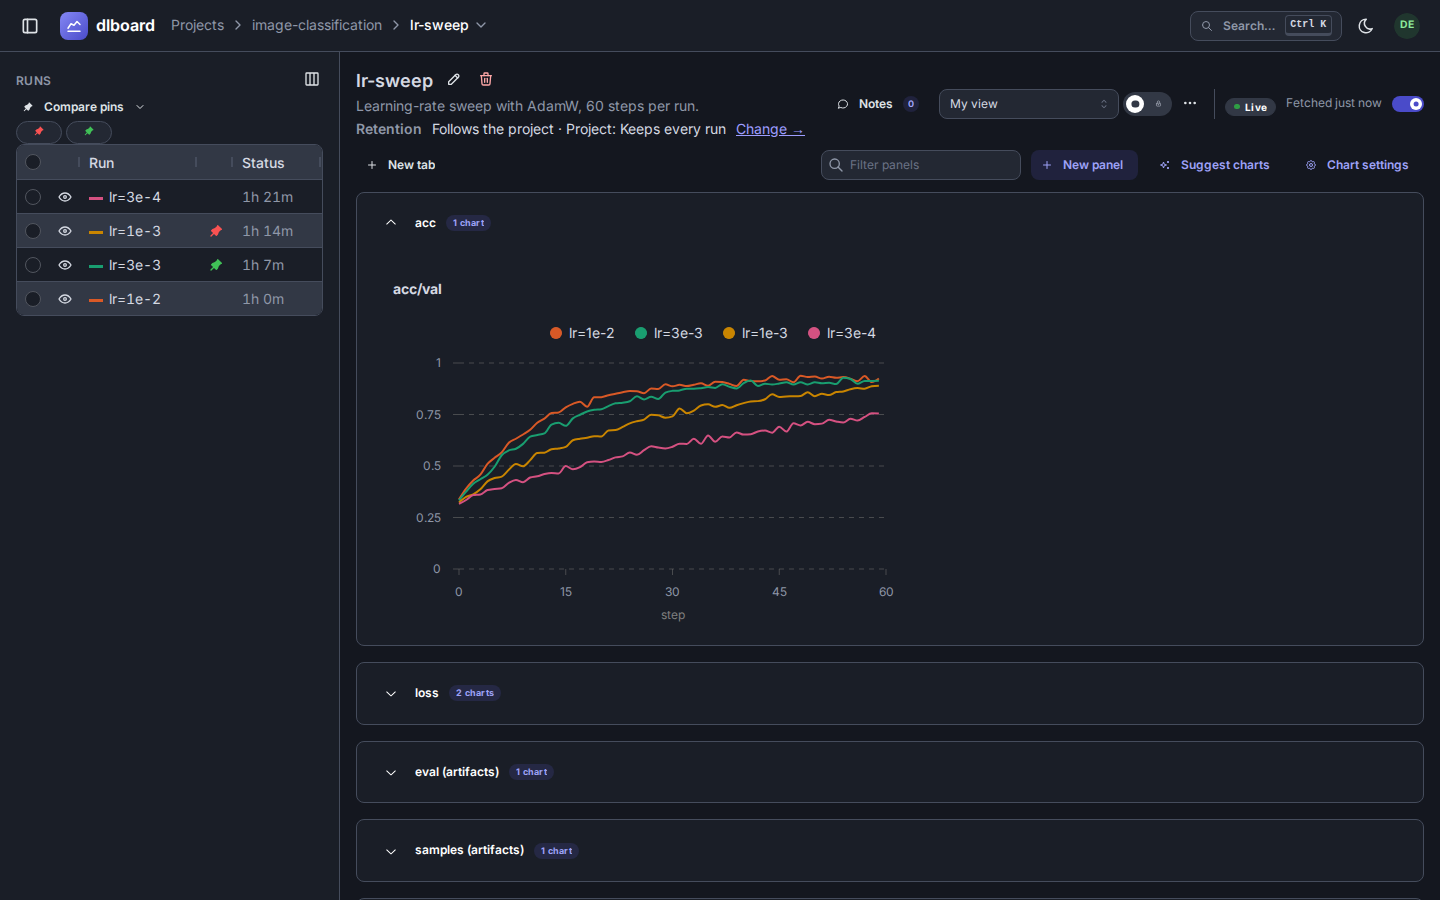 dlboard Projects image-classification lr-sweep
Search... Ctrl K DE
RUNS
Compare pins
Run Status
lr=3e-4 1h 21m
lr=1e-3 1h 14m
lr=3e-3 1h 7m
lr=1e-2 1h 0m
lr-sweep
Learning-rate sweep with AdamW, 60 steps per run.
Retention Follows the project · Project: Keeps every run Change →
Notes 0 My view Live Fetched just now
New tab
Filter panels New panel Suggest charts Chart settings
acc 1 chart
acc/val
lr=1e-2 lr=3e-3 lr=1e-3 lr=3e-4
1
0.75
0.5
0.25
0
0 15 30 45 60
step
loss 2 charts
eval (artifacts) 1 chart
samples (artifacts) 1 chart